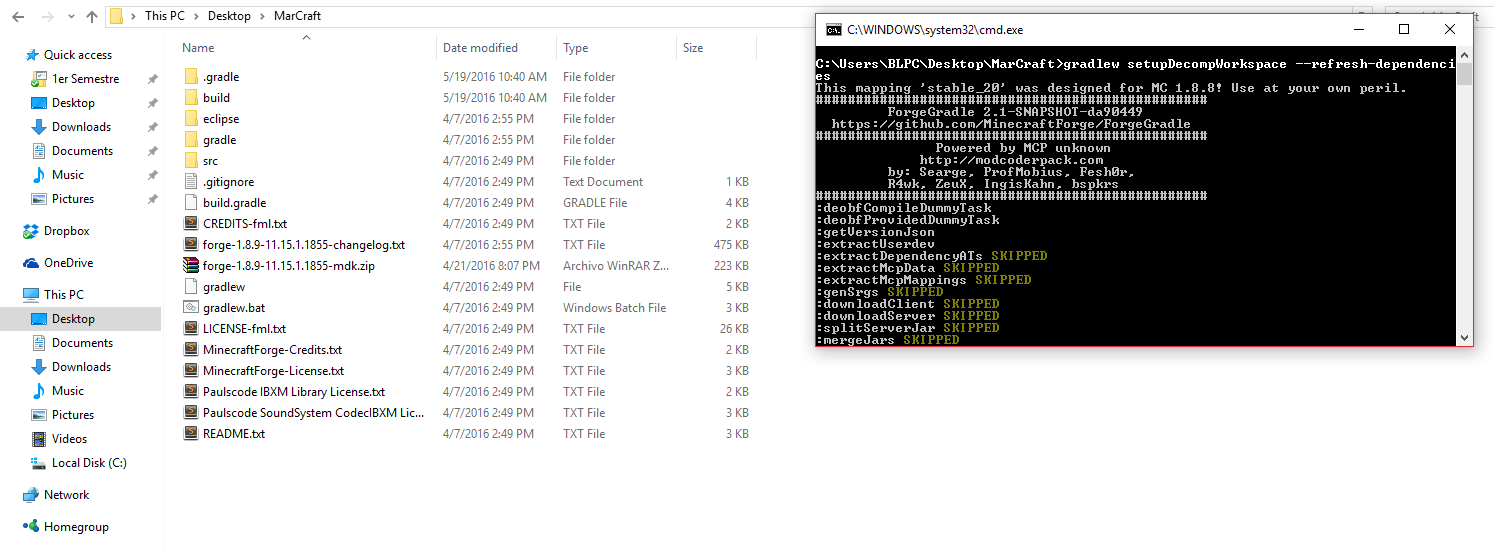 This PC > Desktop > MarCraft
Quick access
1er Semestre
Desktop
Downloads
Documents
Music
Pictures
Dropbox
OneDrive
This PC
Desktop
Documents
Downloads
Music
Pictures
Videos
Local Disk (C:)
Network
Homegroup
Name Date modified Type Size
.gradle 5/19/2016 10:40 AM File folder
build 5/19/2016 10:40 AM File folder
eclipse 4/7/2016 2:55 PM File folder
gradle 4/7/2016 2:55 PM File folder
src 4/7/2016 2:49 PM File folder
.gitignore 4/7/2016 2:49 PM Text Document 1 KB
build.gradle 4/7/2016 2:49 PM GRADLE File 4 KB
CREDITS-fml.txt 4/7/2016 2:49 PM TXT File 2 KB
forge-1.8.9-11.15.1.1855-changelog.txt 4/7/2016 2:55 PM TXT File 475 KB
forge-1.8.9-11.15.1.1855-mdk.zip 4/21/2016 8:07 PM Archivo WinRAR Z... 223 KB
gradlew 4/7/2016 2:49 PM File 5 KB
gradlew.bat 4/7/2016 2:49 PM Windows Batch File 3 KB
LICENSE-fml.txt 4/7/2016 2:49 PM TXT File 26 KB
MinecraftForge-Credits.txt 4/7/2016 2:49 PM TXT File 2 KB
MinecraftForge-License.txt 4/7/2016 2:49 PM TXT File 3 KB
Paulscode IBXM Library License.txt 4/7/2016 2:49 PM TXT File 2 KB
Paulscode SoundSystem CodecIBXM Lic... 4/7/2016 2:49 PM TXT File 3 KB
README.txt 4/7/2016 2:49 PM TXT File 3 KB
C:\WINDOWS\system32\cmd.exe
C:\Users\BLPC\Desktop\MarCraft>gradlew setupDecompWorkspace --refresh-dependenci
es
This mapping 'stable_20' was designed for MC 1.8.8! Use at your own peril.
#################################################
ForgeGradle 2.1-SNAPSHOT-da90449
https://github.com/MinecraftForge/ForgeGradle
#################################################
Powered by MCP unknown
http://modcoderpack.com
by: Searge, ProfMobius, Fesh0r,
R4wk, ZeuX, IngisKahn, bspkrs
#################################################
:deobfCompileDummyTask
:deobfProvidedDummyTask
:getVersionJson
:extractUserdev
:extractDependencyATs SKIPPED
:extractMcpData SKIPPED
:extractMcpMappings SKIPPED
:genSrgs SKIPPED
:downloadClient SKIPPED
:downloadServer SKIPPED
:splitServerJar SKIPPED
:mergeJars SKIPPED